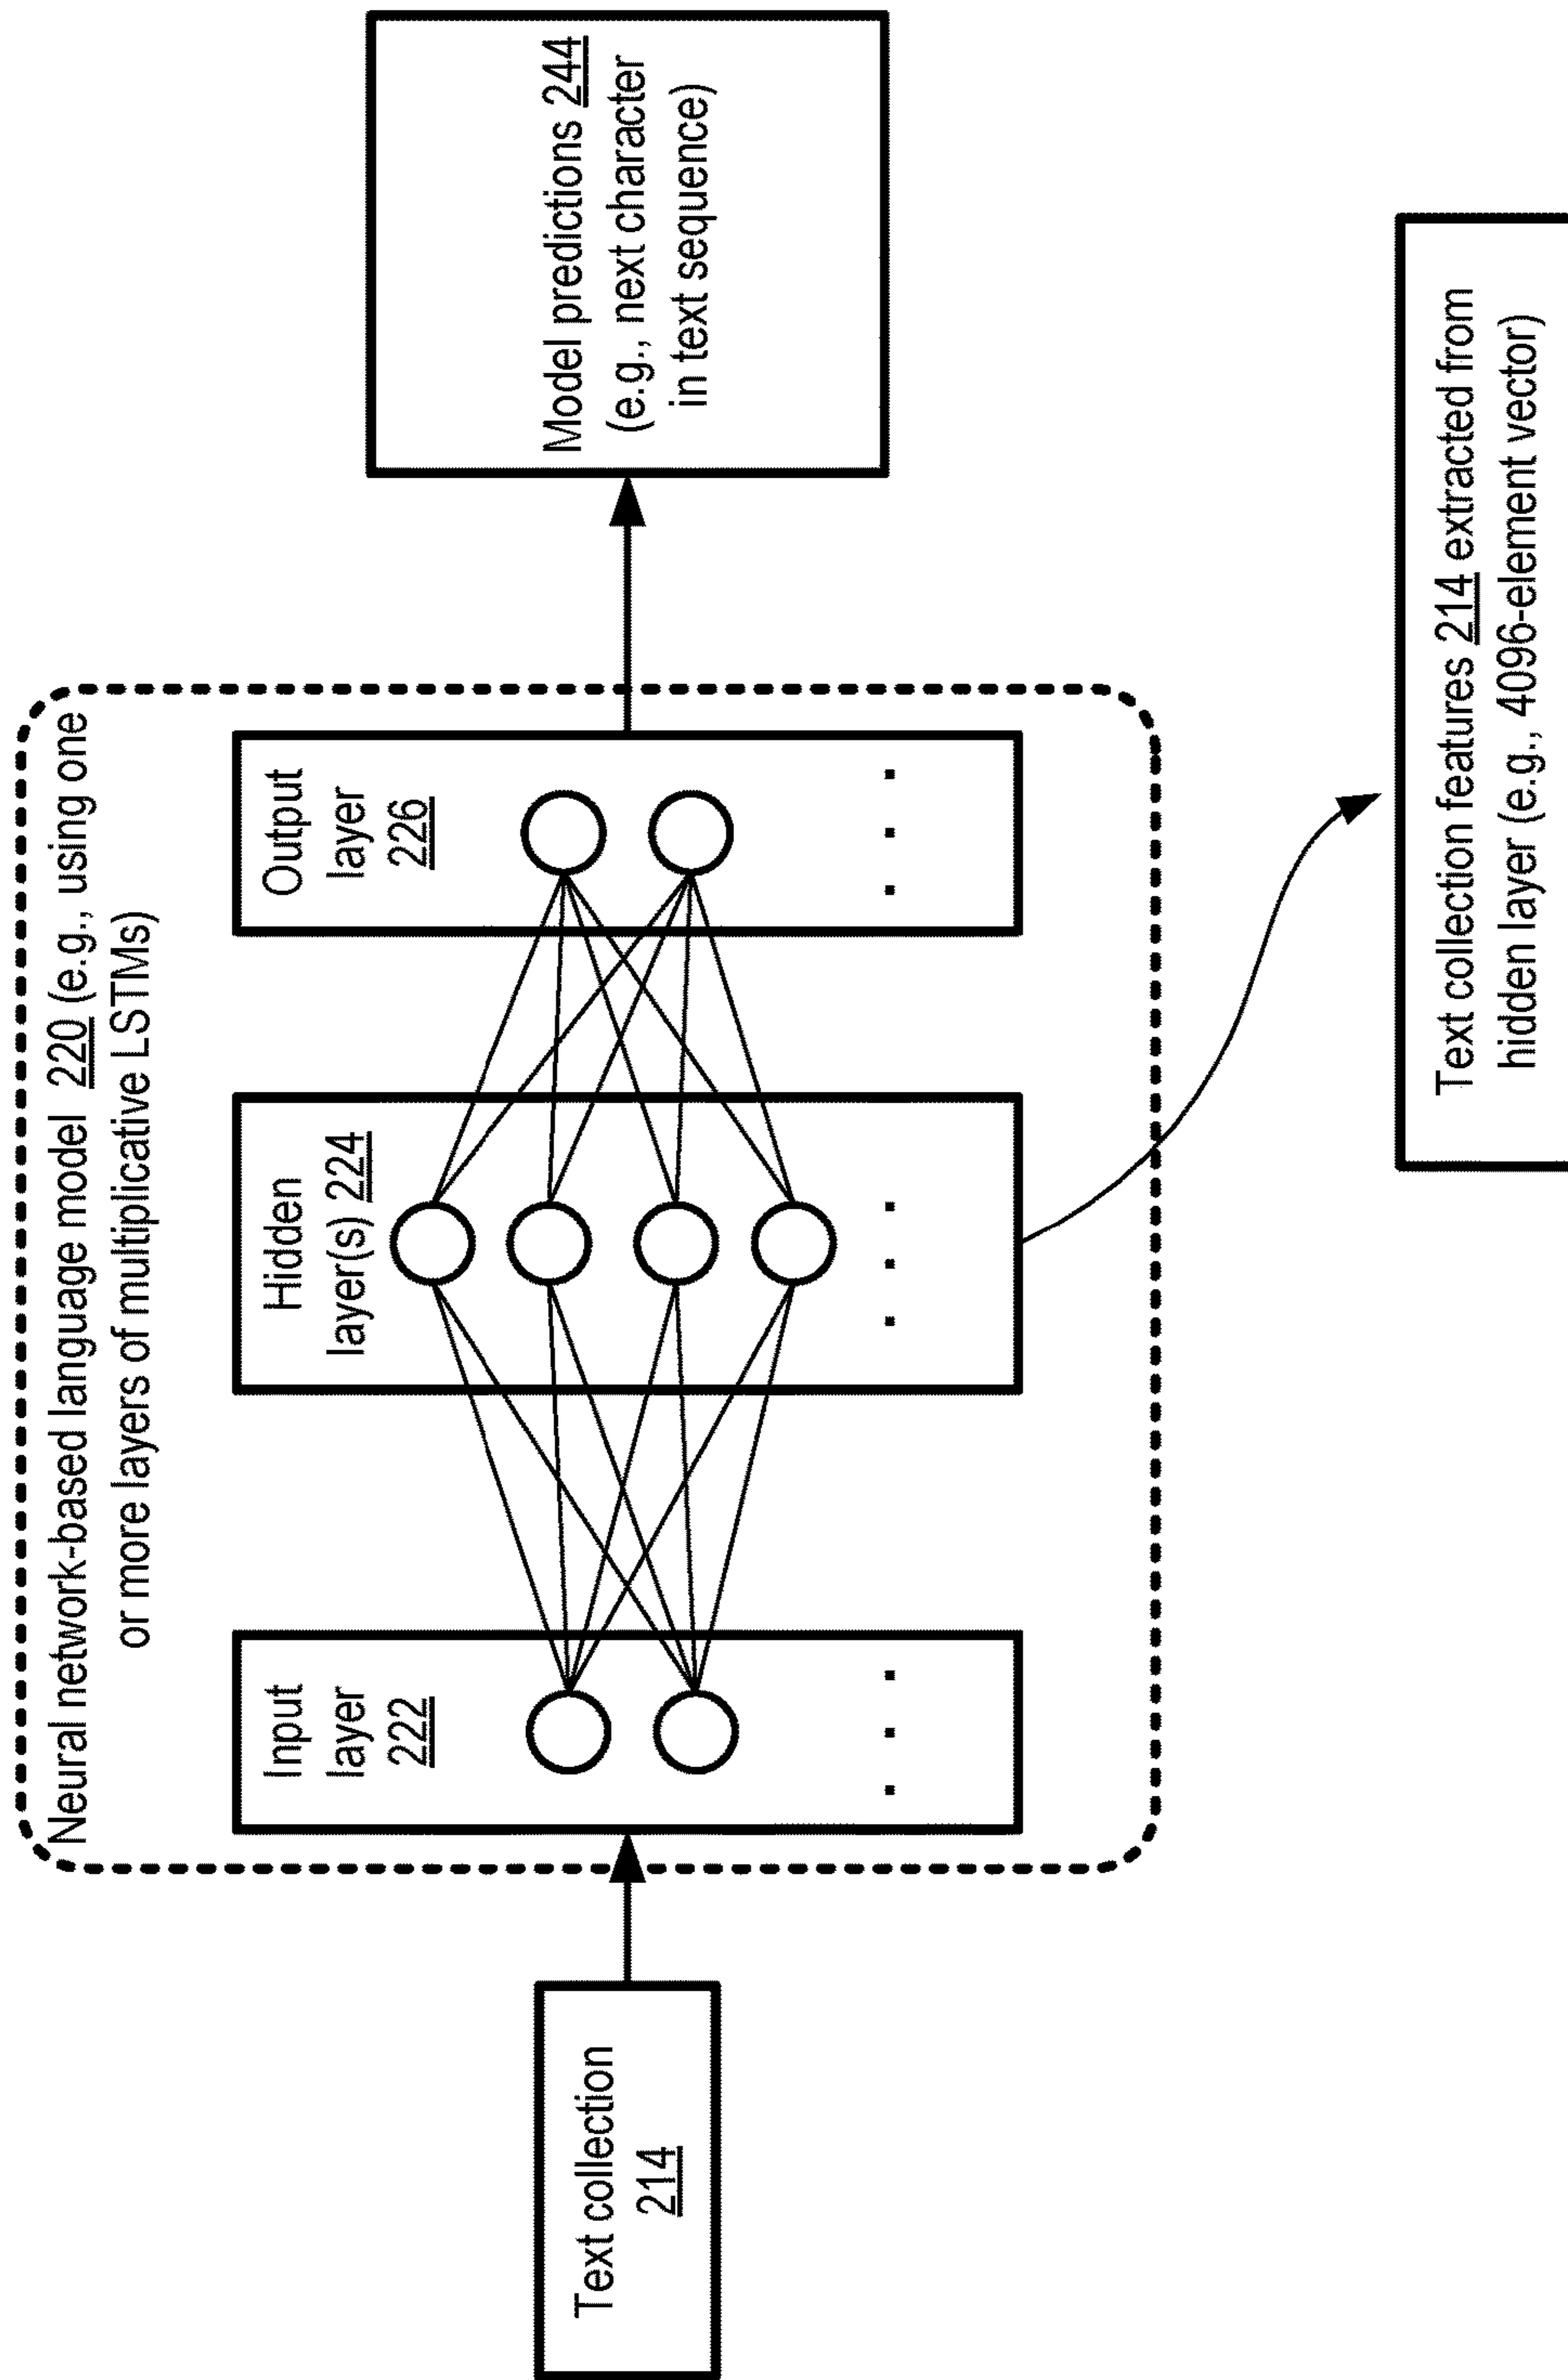 Neural network-based language model 220 (e.g., using one
or more layers of multiplicative LSTMs)
Text collection
214
Input
layer
222
Hidden
layer(s) 224
Output
layer
226
Model predictions 244
(e.g., next character
in text sequence)
Text collection features 214 extracted from
hidden layer (e.g., 4096-element vector)